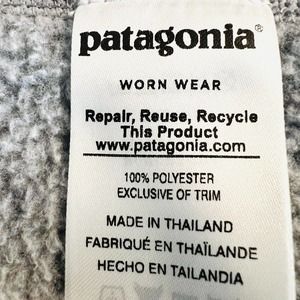 patagonia®
WORN WEAR
Repair, Reuse, Recycle
This Product
www.patagonia.com
100% POLYESTER
EXCLUSIVE OF TRIM
MADE IN THAILAND
FABRIQUÉ EN THAÏLANDE
HECHO EN TAILANDIA